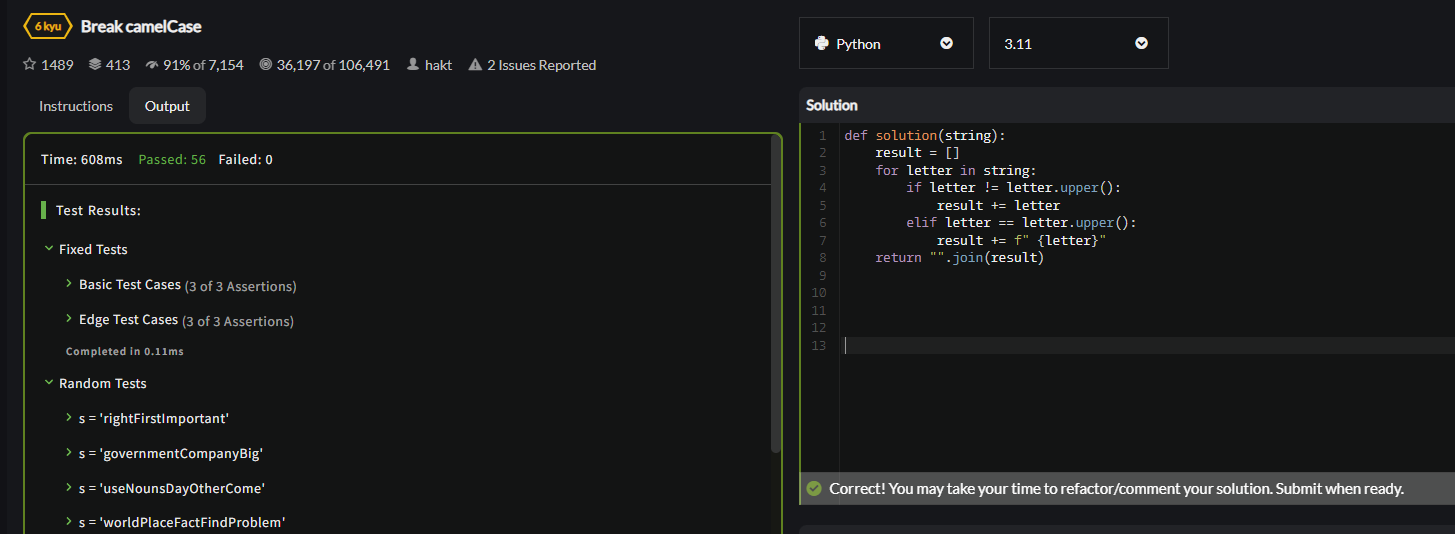 6 kyu Break camelCase
1489 413 91% of 7,154 36,197 of 106,491 hakt 2 Issues Reported
Instructions Output
Time: 608ms Passed: 56 Failed: 0
Test Results:
Fixed Tests
Basic Test Cases (3 of 3 Assertions)
Edge Test Cases (3 of 3 Assertions)
Completed in 0.11ms
Random Tests
s = 'rightFirstImportant'
s = 'governmentCompanyBig'
s = 'useNounsDayOtherCome'
s = 'worldPlaceFactFindProblem'
Python 3.11
Solution
1 def solution(string):
2     result = []
3     for letter in string:
4         if letter != letter.upper():
5             result += letter
6         elif letter == letter.upper():
7             result += f" {letter}"
8     return "".join(result)
9
10
11
12
13
Correct! You may take your time to refactor/comment your solution. Submit when ready.